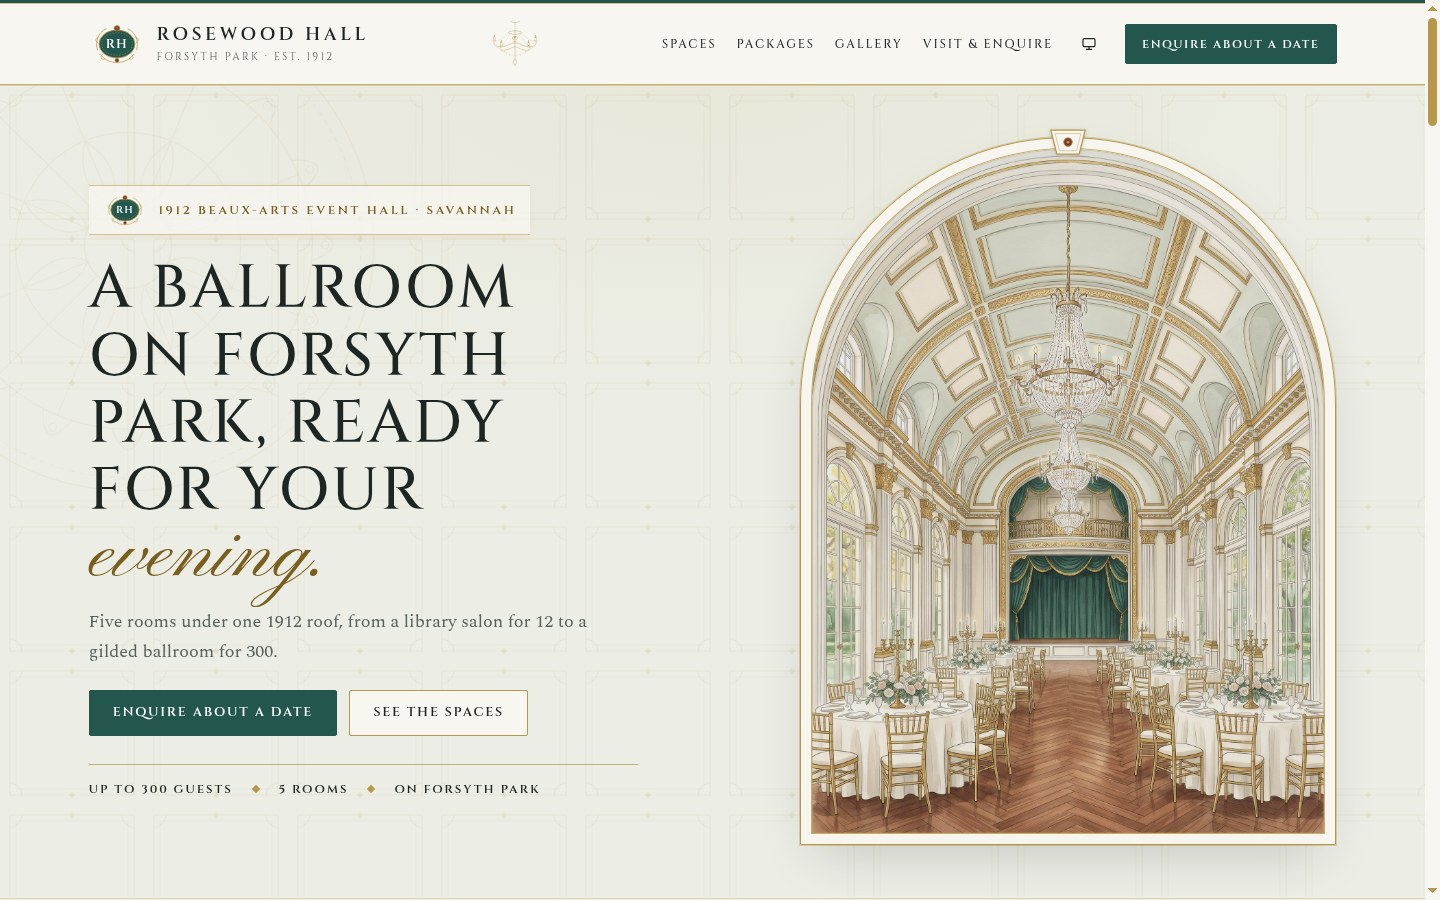 RH
ROSEWOOD HALL
FORSYTH PARK · EST. 1912
SPACES PACKAGES GALLERY VISIT & ENQUIRE
ENQUIRE ABOUT A DATE
RH
1912 BEAUX-ARTS EVENT HALL · SAVANNAH
A BALLROOM
ON FORSYTH
PARK, READY
FOR YOUR
evening.
Five rooms under one 1912 roof, from a library salon for 12 to a
gilded ballroom for 300.
ENQUIRE ABOUT A DATE
SEE THE SPACES
UP TO 300 GUESTS ◆ 5 ROOMS ◆ ON FORSYTH PARK